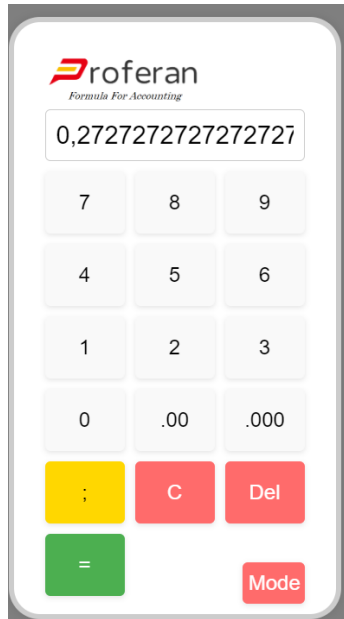 Proferan
Formula For Accounting
0,2727272727272727
7 8 9
4 5 6
1 2 3
0 .00 .000
; C Del
=
Mode